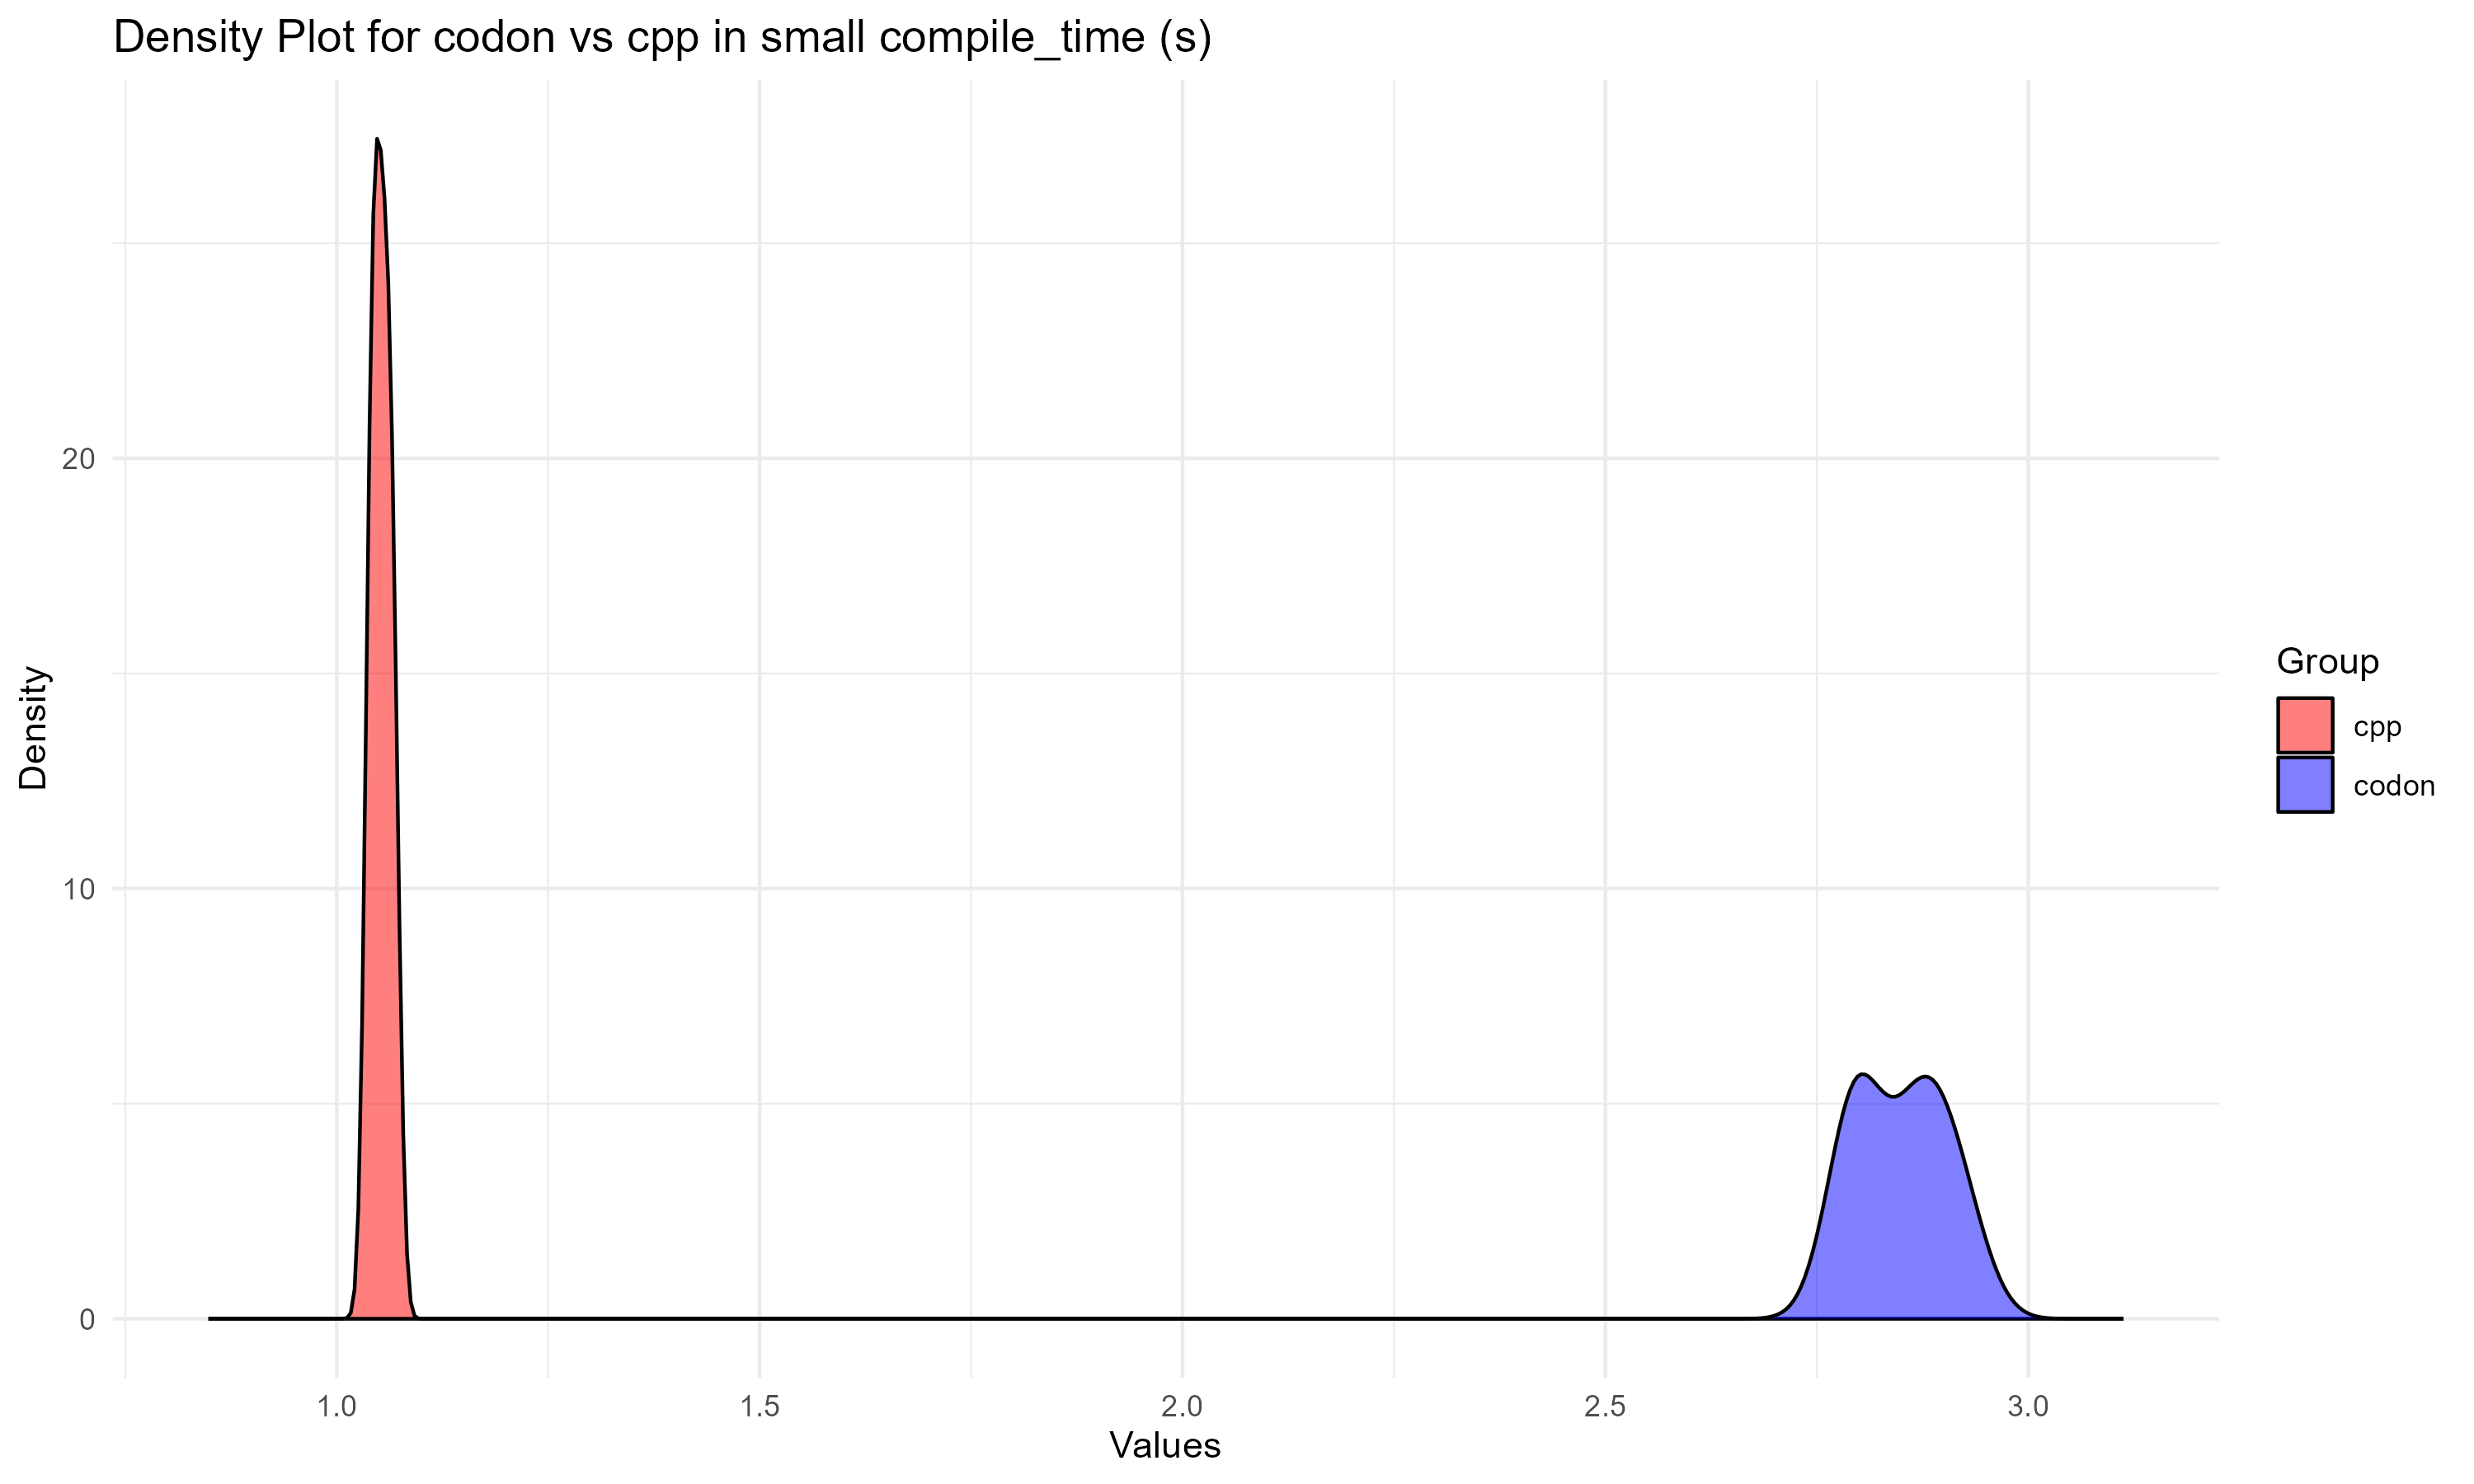 Density Plot for codon vs cpp in small compile_time (s)
Density
20
10
0
1.0
1.5
2.0
2.5
3.0
Values
Group
cpp
codon